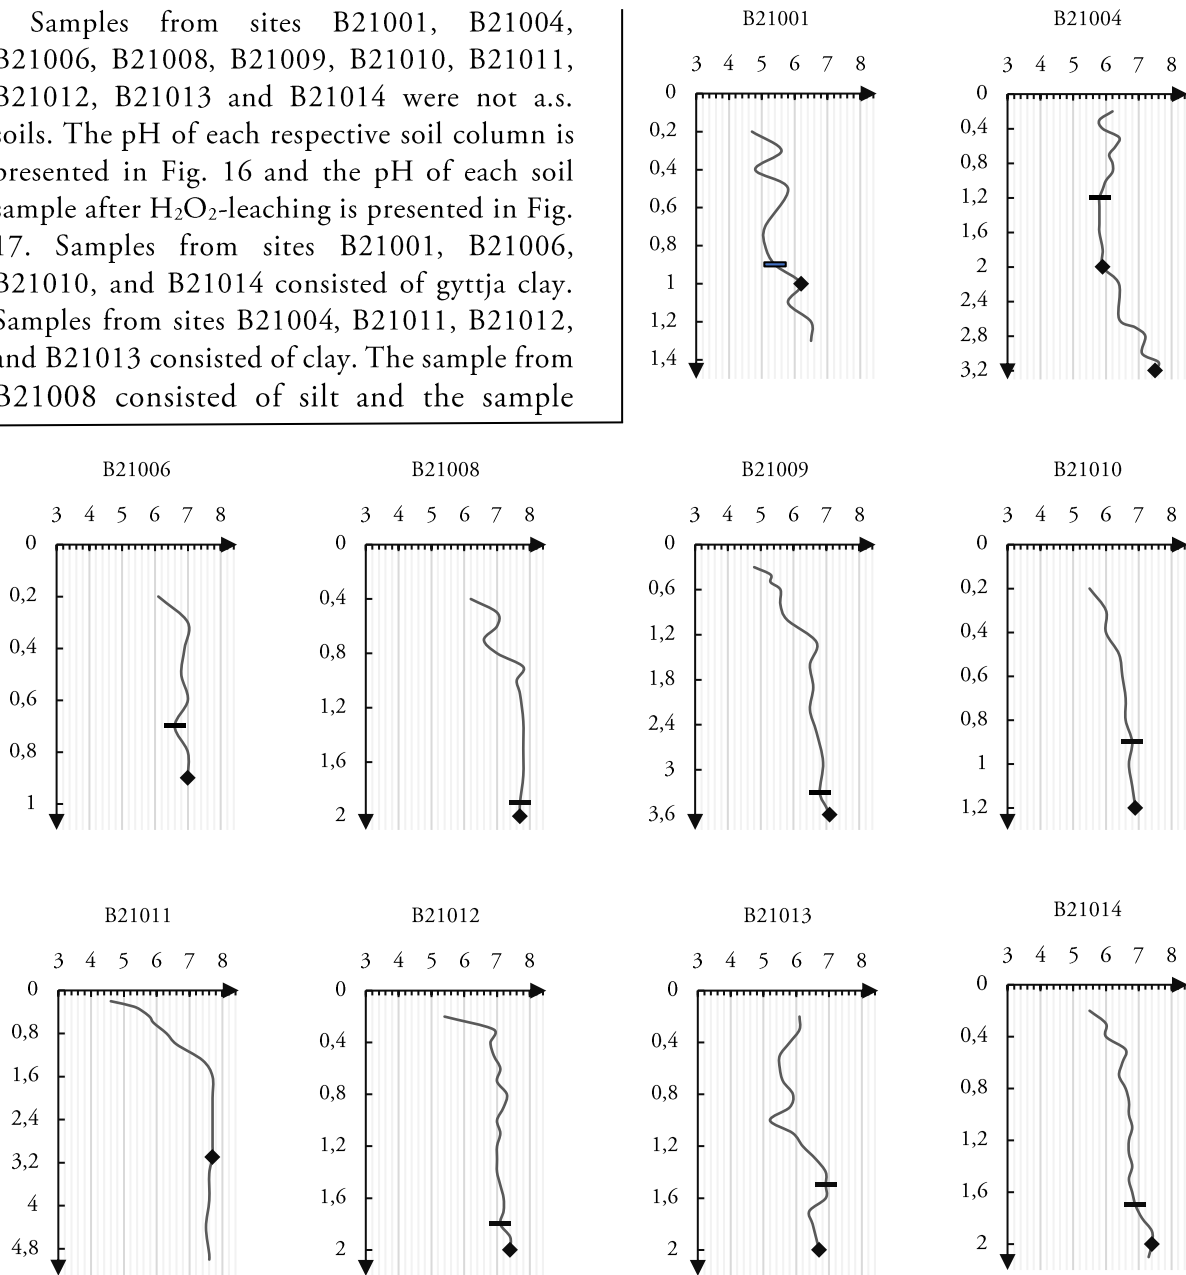 Samples from sites B21001, B21004,
B21006, B21008, B21009, B21010, B21011,
B21012, B21013 and B21014 were not a.s.
soils. The pH of each respective soil column is
presented in Fig. 16 and the pH of each soil
sample after H₂O₂-leaching is presented in Fig.
17. Samples from sites B21001, B21006,
B21010, and B21014 consisted of gyttja clay.
Samples from sites B21004, B21011, B21012,
and B21013 consisted of clay. The sample from
B21008 consisted of silt and the sample
B21001
3 4 5 6 7 8
0
0,2
0,4
0,6
0,8
1
1,2
1,4
B21004
3 4 5 6 7 8
0
0,4
0,8
1,2
1,6
2
2,4
2,8
3,2
B21006
3 4 5 6 7 8
0
0,2
0,4
0,6
0,8
1
B21008
3 4 5 6 7 8
0
0,4
0,8
1,2
1,6
2
B21009
3 4 5 6 7 8
0
0,6
1,2
1,8
2,4
3
3,6
B21010
3 4 5 6 7 8
0
0,2
0,4
0,6
0,8
1
1,2
B21011
3 4 5 6 7 8
0
0,8
1,6
2,4
3,2
4
4,8
B21012
3 4 5 6 7 8
0
0,4
0,8
1,2
1,6
2
B21013
3 4 5 6 7 8
0
0,4
0,8
1,2
1,6
2
B21014
3 4 5 6 7 8
0
0,4
0,8
1,2
1,6
2